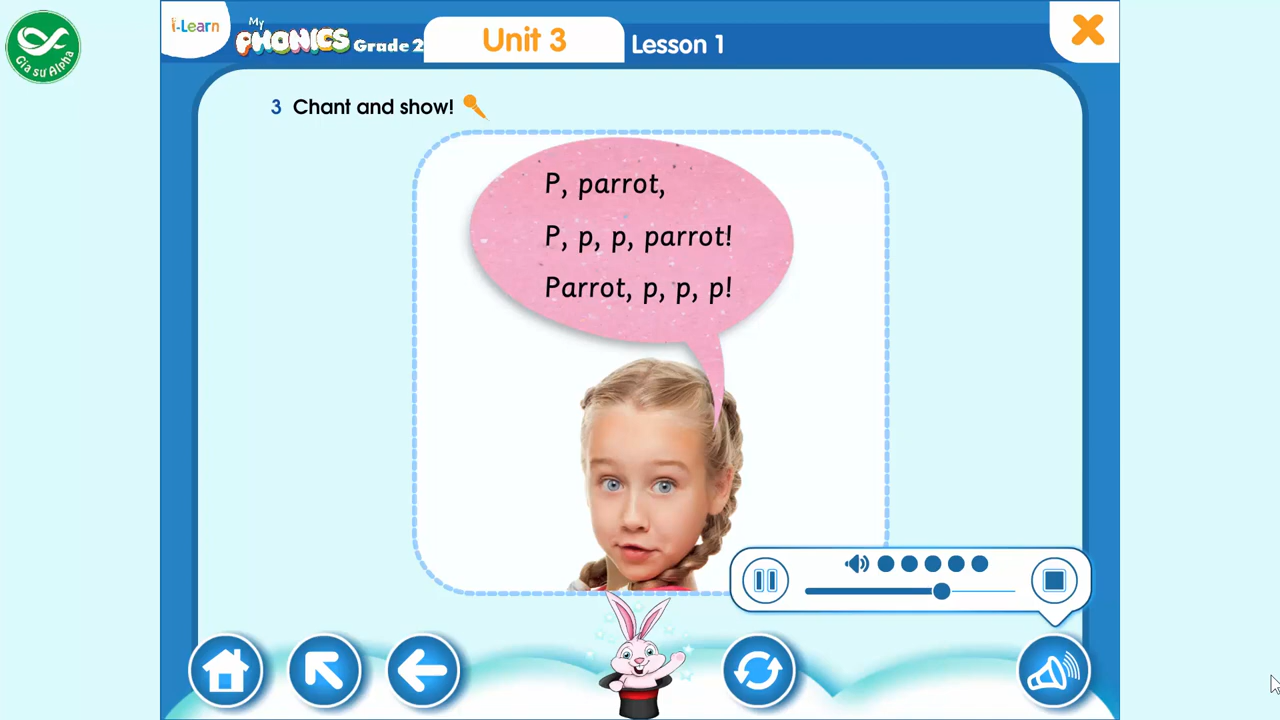 Gia sư Alpha
i-Learn
My
PHONICS Grade 2
Unit 3
Lesson 1
3 Chant and show!
P, parrot,
P, p, p, parrot!
Parrot, p, p, p!